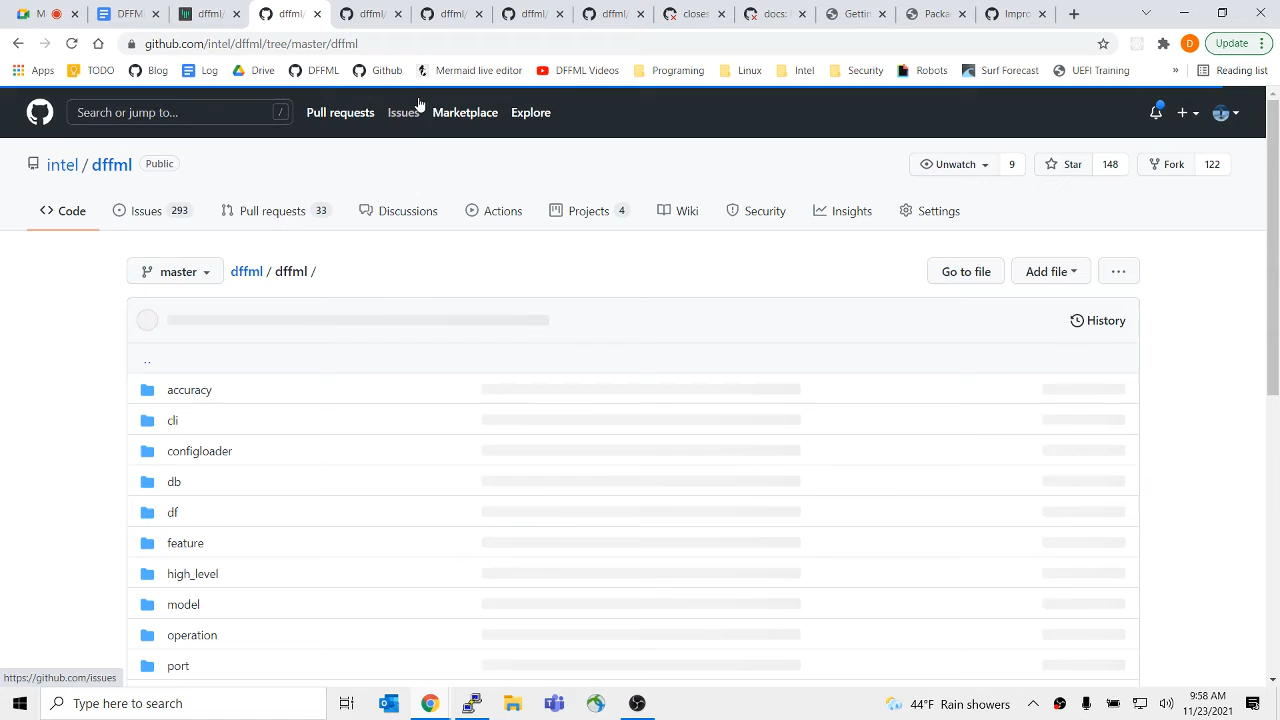 M
DFFML
dffml/
dffml/
dffml/
dffml/
dffml/
dffml/
close
docs:
Gettin
Packa
Impro
github.com/intel/dffml/tree/master/dffml
D
Update
Apps
TODO
Blog
Log
Drive
DFFML
Github
Mermaid live editor
DFFML Videos
Programing
Linux
Intel
Security
Robots
Surf Forecast
UEFI Training
»
Reading list
Search or jump to...
/
Pull requests
Issues
Marketplace
Explore
intel / dffml
Public
Unwatch
9
Star
148
Fork
122
Code
Issues 293
Pull requests 33
Discussions
Actions
Projects 4
Wiki
Security
Insights
Settings
master
dffml / dffml /
Go to file
Add file
...
History
..
accuracy
cli
configloader
db
df
feature
high_level
model
operation
port
https://github.com/issues
Type here to search
44°F Rain showers
9:58 AM
11/23/2021